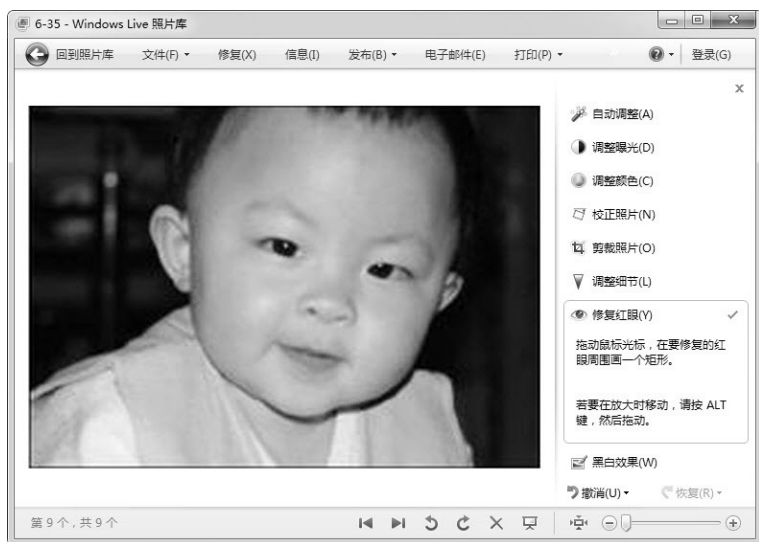 6-35 - Windows Live 照片库
回到照片库 文件(F) 修复(X) 信息(I) 发布(B) 电子邮件(E) 打印(P) 登录(G)
自动调整(A)
调整曝光(D)
调整颜色(C)
校正照片(N)
剪裁照片(O)
调整细节(L)
修复红眼(Y)
拖动鼠标光标，在要修复的红
眼周围画一个矩形。
若要在放大时移动，请按 ALT
键，然后拖动。
黑白效果(W)
撤消(U) 恢复(R)
第 9 个，共 9 个